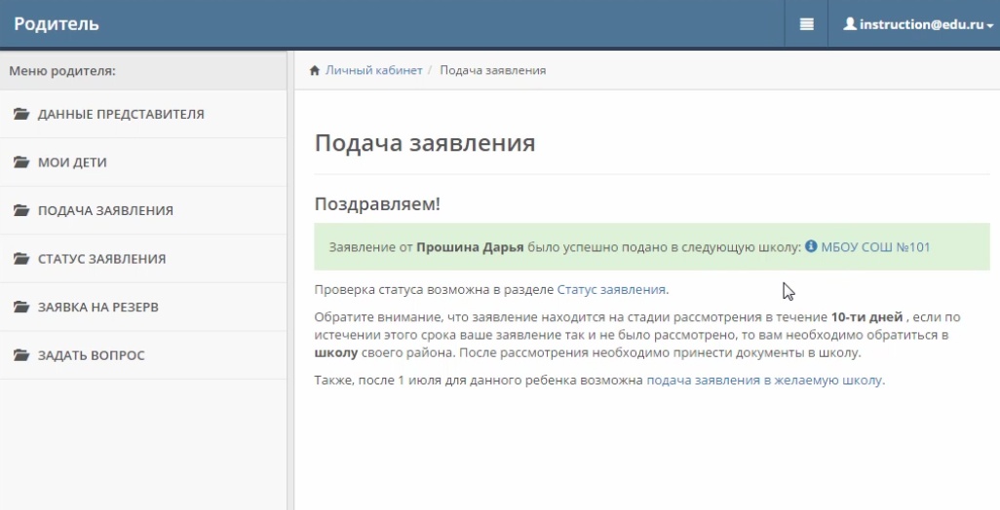 Родитель
instruction@edu.ru
Меню родителя:
Личный кабинет / Подача заявления
ДАННЫЕ ПРЕДСТАВИТЕЛЯ
МОИ ДЕТИ
ПОДАЧА ЗАЯВЛЕНИЯ
СТАТУС ЗАЯВЛЕНИЯ
ЗАЯВКА НА РЕЗЕРВ
ЗАДАТЬ ВОПРОС
Подача заявления
Поздравляем!
Заявление от Прошина Дарья было успешно подано в следующую школу: МБОУ СОШ №101
Проверка статуса возможна в разделе Статус заявления.
Обратите внимание, что заявление находится на стадии рассмотрения в течение 10-ти дней , если по
истечении этого срока ваше заявление так и не было рассмотрено, то вам необходимо обратиться в
школу своего района. После рассмотрения необходимо принести документы в школу.
Также, после 1 июля для данного ребенка возможна подача заявления в желаемую школу.